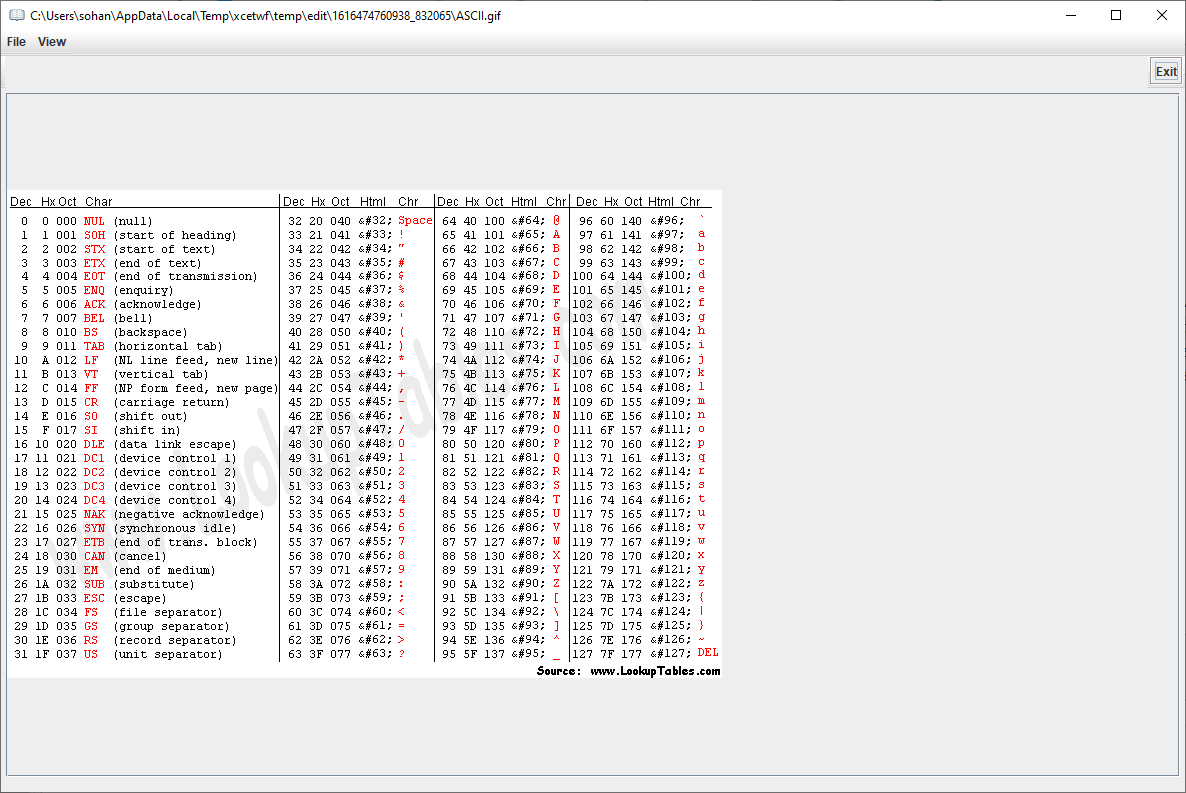 C:\Users\sohan\AppData\Local\Temp\xcetwf\temp\edit\1616474760938_832065\ASCII.gif
File View
Exit
Dec Hx Oct Char Dec Hx Oct Html Chr Dec Hx Oct Html Chr Dec Hx Oct Html Chr
0 0 000 NUL (null) 32 20 040 &#32; Space 64 40 100 &#64; @ 96 60 140 &#96; `
1 1 001 SOH (start of heading) 33 21 041 &#33; ! 65 41 101 &#65; A 97 61 141 &#97; a
2 2 002 STX (start of text) 34 22 042 &#34; " 66 42 102 &#66; B 98 62 142 &#98; b
3 3 003 ETX (end of text) 35 23 043 &#35; # 67 43 103 &#67; C 99 63 143 &#99; c
4 4 004 EOT (end of transmission) 36 24 044 &#36; $ 68 44 104 &#68; D 100 64 144 &#100; d
5 5 005 ENQ (enquiry) 37 25 045 &#37; % 69 45 105 &#69; E 101 65 145 &#101; e
6 6 006 ACK (acknowledge) 38 26 046 &#38; & 70 46 106 &#70; F 102 66 146 &#102; f
7 7 007 BEL (bell) 39 27 047 &#39; ' 71 47 107 &#71; G 103 67 147 &#103; g
8 8 010 BS (backspace) 40 28 050 &#40; ( 72 48 110 &#72; H 104 68 150 &#104; h
9 9 011 TAB (horizontal tab) 41 29 051 &#41; ) 73 49 111 &#73; I 105 69 151 &#105; i
10 A 012 LF (NL line feed, new line) 42 2A 052 &#42; * 74 4A 112 &#74; J 106 6A 152 &#106; j
11 B 013 VT (vertical tab) 43 2B 053 &#43; + 75 4B 113 &#75; K 107 6B 153 &#107; k
12 C 014 FF (NP form feed, new page) 44 2C 054 &#44; , 76 4C 114 &#76; L 108 6C 154 &#108; l
13 D 015 CR (carriage return) 45 2D 055 &#45; - 77 4D 115 &#77; M 109 6D 155 &#109; m
14 E 016 SO (shift out) 46 2E 056 &#46; . 78 4E 116 &#78; N 110 6E 156 &#110; n
15 F 017 SI (shift in) 47 2F 057 &#47; / 79 4F 117 &#79; O 111 6F 157 &#111; o
16 10 020 DLE (data link escape) 48 30 060 &#48; 0 80 50 120 &#80; P 112 70 160 &#112; p
17 11 021 DC1 (device control 1) 49 31 061 &#49; 1 81 51 121 &#81; Q 113 71 161 &#113; q
18 12 022 DC2 (device control 2) 50 32 062 &#50; 2 82 52 122 &#82; R 114 72 162 &#114; r
19 13 023 DC3 (device control 3) 51 33 063 &#51; 3 83 53 123 &#83; S 115 73 163 &#115; s
20 14 024 DC4 (device control 4) 52 34 064 &#52; 4 84 54 124 &#84; T 116 74 164 &#116; t
21 15 025 NAK (negative acknowledge) 53 35 065 &#53; 5 85 55 125 &#85; U 117 75 165 &#117; u
22 16 026 SYN (synchronous idle) 54 36 066 &#54; 6 86 56 126 &#86; V 118 76 166 &#118; v
23 17 027 ETB (end of trans. block) 55 37 067 &#55; 7 87 57 127 &#87; W 119 77 167 &#119; w
24 18 030 CAN (cancel) 56 38 070 &#56; 8 88 58 130 &#88; X 120 78 170 &#120; x
25 19 031 EM (end of medium) 57 39 071 &#57; 9 89 59 131 &#89; Y 121 79 171 &#121; y
26 1A 032 SUB (substitute) 58 3A 072 &#58; : 90 5A 132 &#90; Z 122 7A 172 &#122; z
27 1B 033 ESC (escape) 59 3B 073 &#59; ; 91 5B 133 &#91; [ 123 7B 173 &#123; {
28 1C 034 FS (file separator) 60 3C 074 &#60; < 92 5C 134 &#92; \ 124 7C 174 &#124; |
29 1D 035 GS (group separator) 61 3D 075 &#61; = 93 5D 135 &#93; ] 125 7D 175 &#125; }
30 1E 036 RS (record separator) 62 3E 076 &#62; > 94 5E 136 &#94; ^ 126 7E 176 &#126; ~
31 1F 037 US (unit separator) 63 3F 077 &#63; ? 95 5F 137 &#95; _ 127 7F 177 &#127; DEL
Source: www.LookupTables.com
www.LookupTables.com